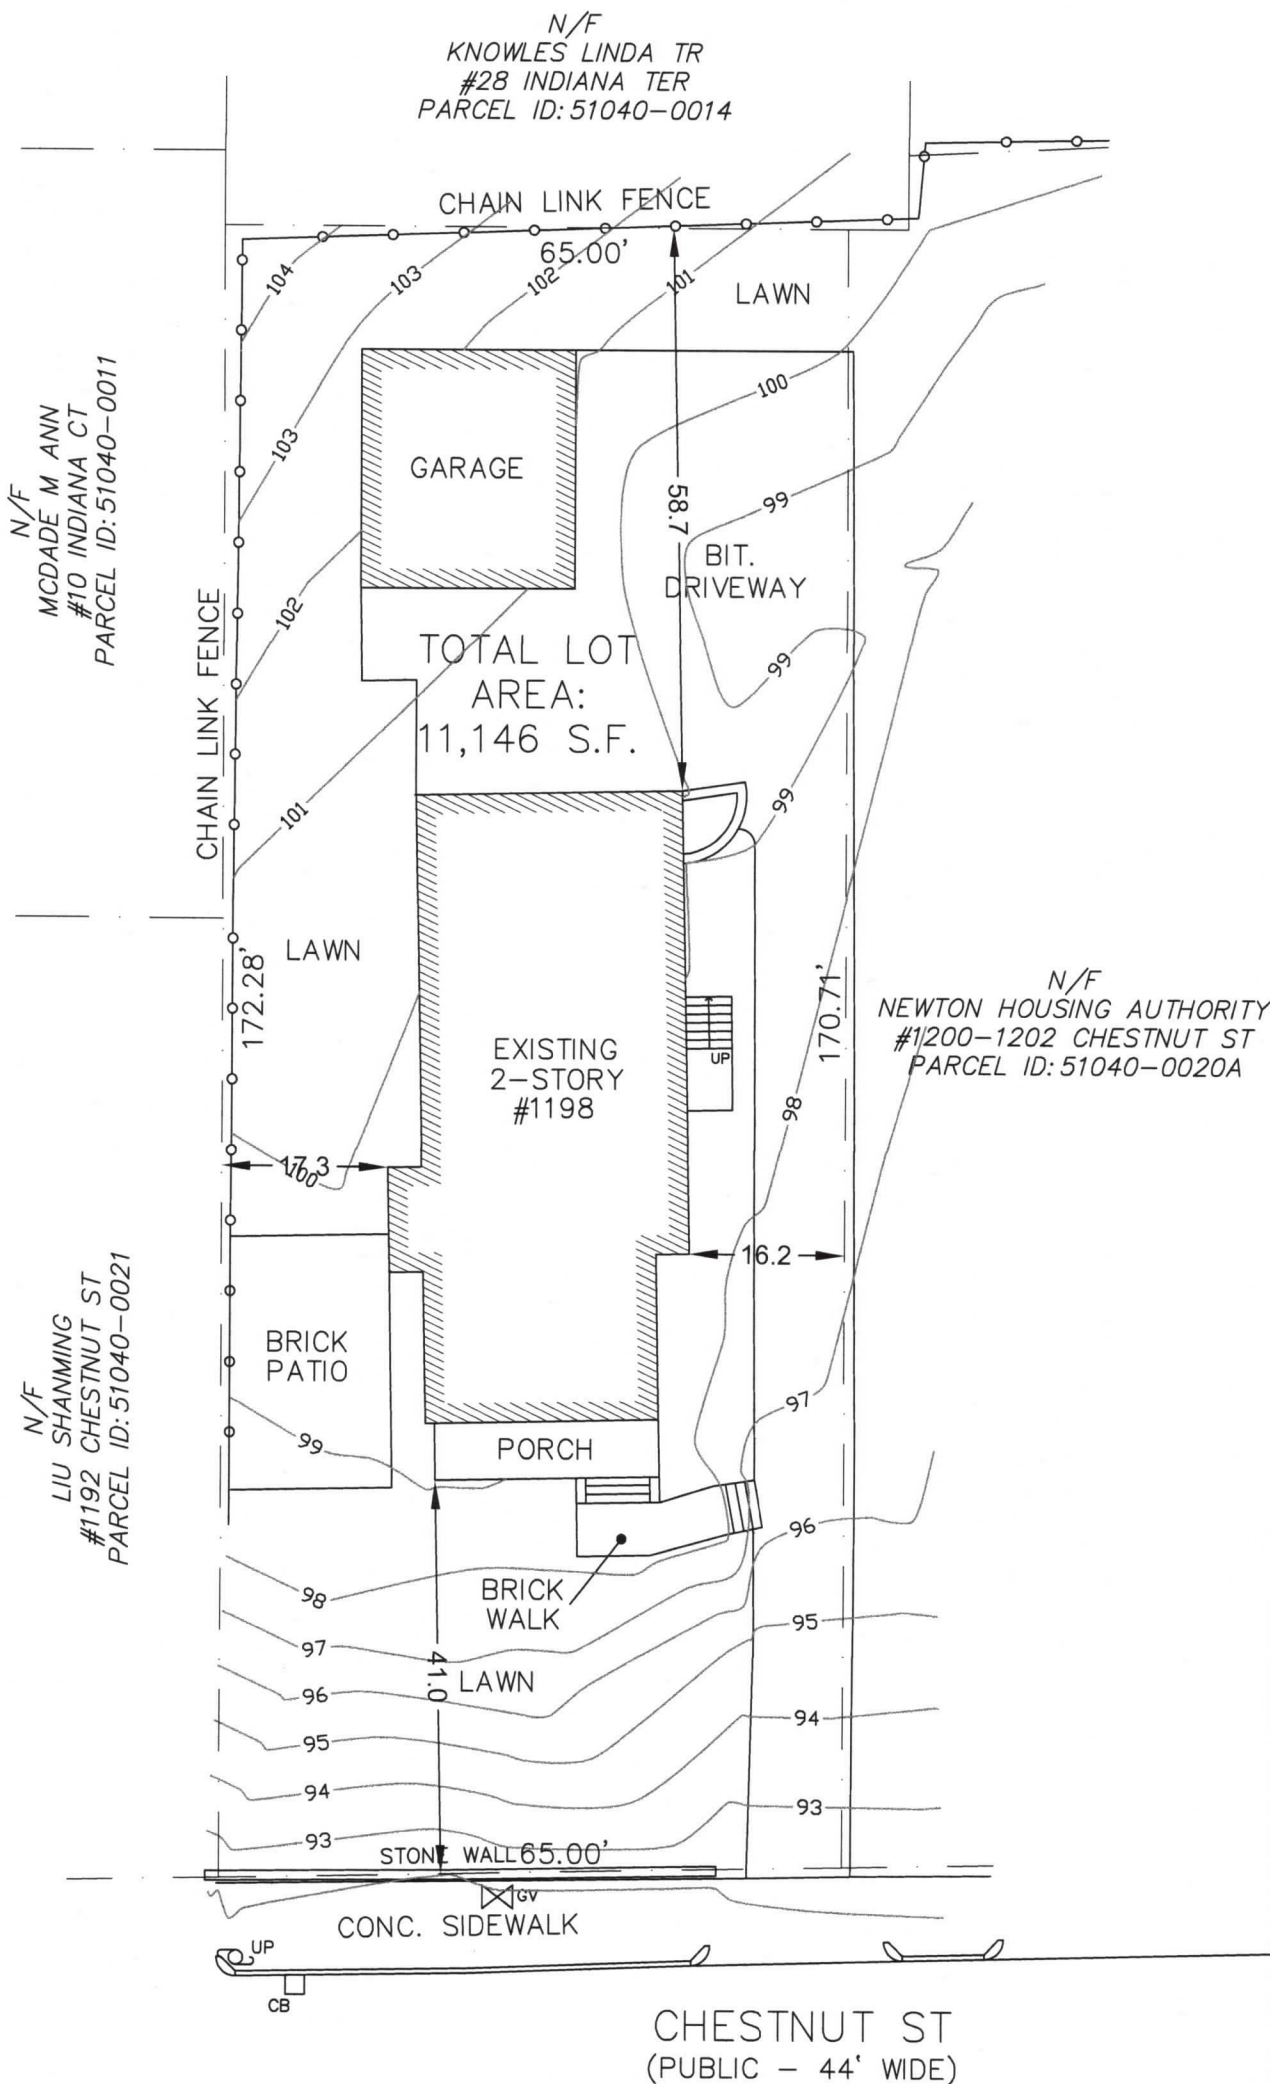 N/F
KNOWLES LINDA TR
#28 INDIANA TER
PARCEL ID: 51040-0014
CHAIN LINK FENCE
65.00'
104
103
102
101
LAWN
N/F
MCDADE M ANN
#10 INDIANA CT
PARCEL ID: 51040-0011
CHAIN LINK FENCE
103
102
101
GARAGE
100
99
58.7
BIT.
DRIVEWAY
99
99
TOTAL LOT
AREA:
11,146 S.F.
LAWN
172.28'
170.71'
N/F
NEWTON HOUSING AUTHORITY
#1200-1202 CHESTNUT ST
PARCEL ID: 51040-0020A
EXISTING
2-STORY
#1198
UP
98
17.3
100
16.2
N/F
LIU SHANMING
#1192 CHESTNUT ST
PARCEL ID: 51040-0021
BRICK
PATIO
99
PORCH
97
96
98
BRICK
WALK
95
97
41.0
LAWN
96
94
95
94
93
93
STONE WALL
65.00'
GV
CONC. SIDEWALK
UP
CB
CHESTNUT ST
(PUBLIC - 44' WIDE)